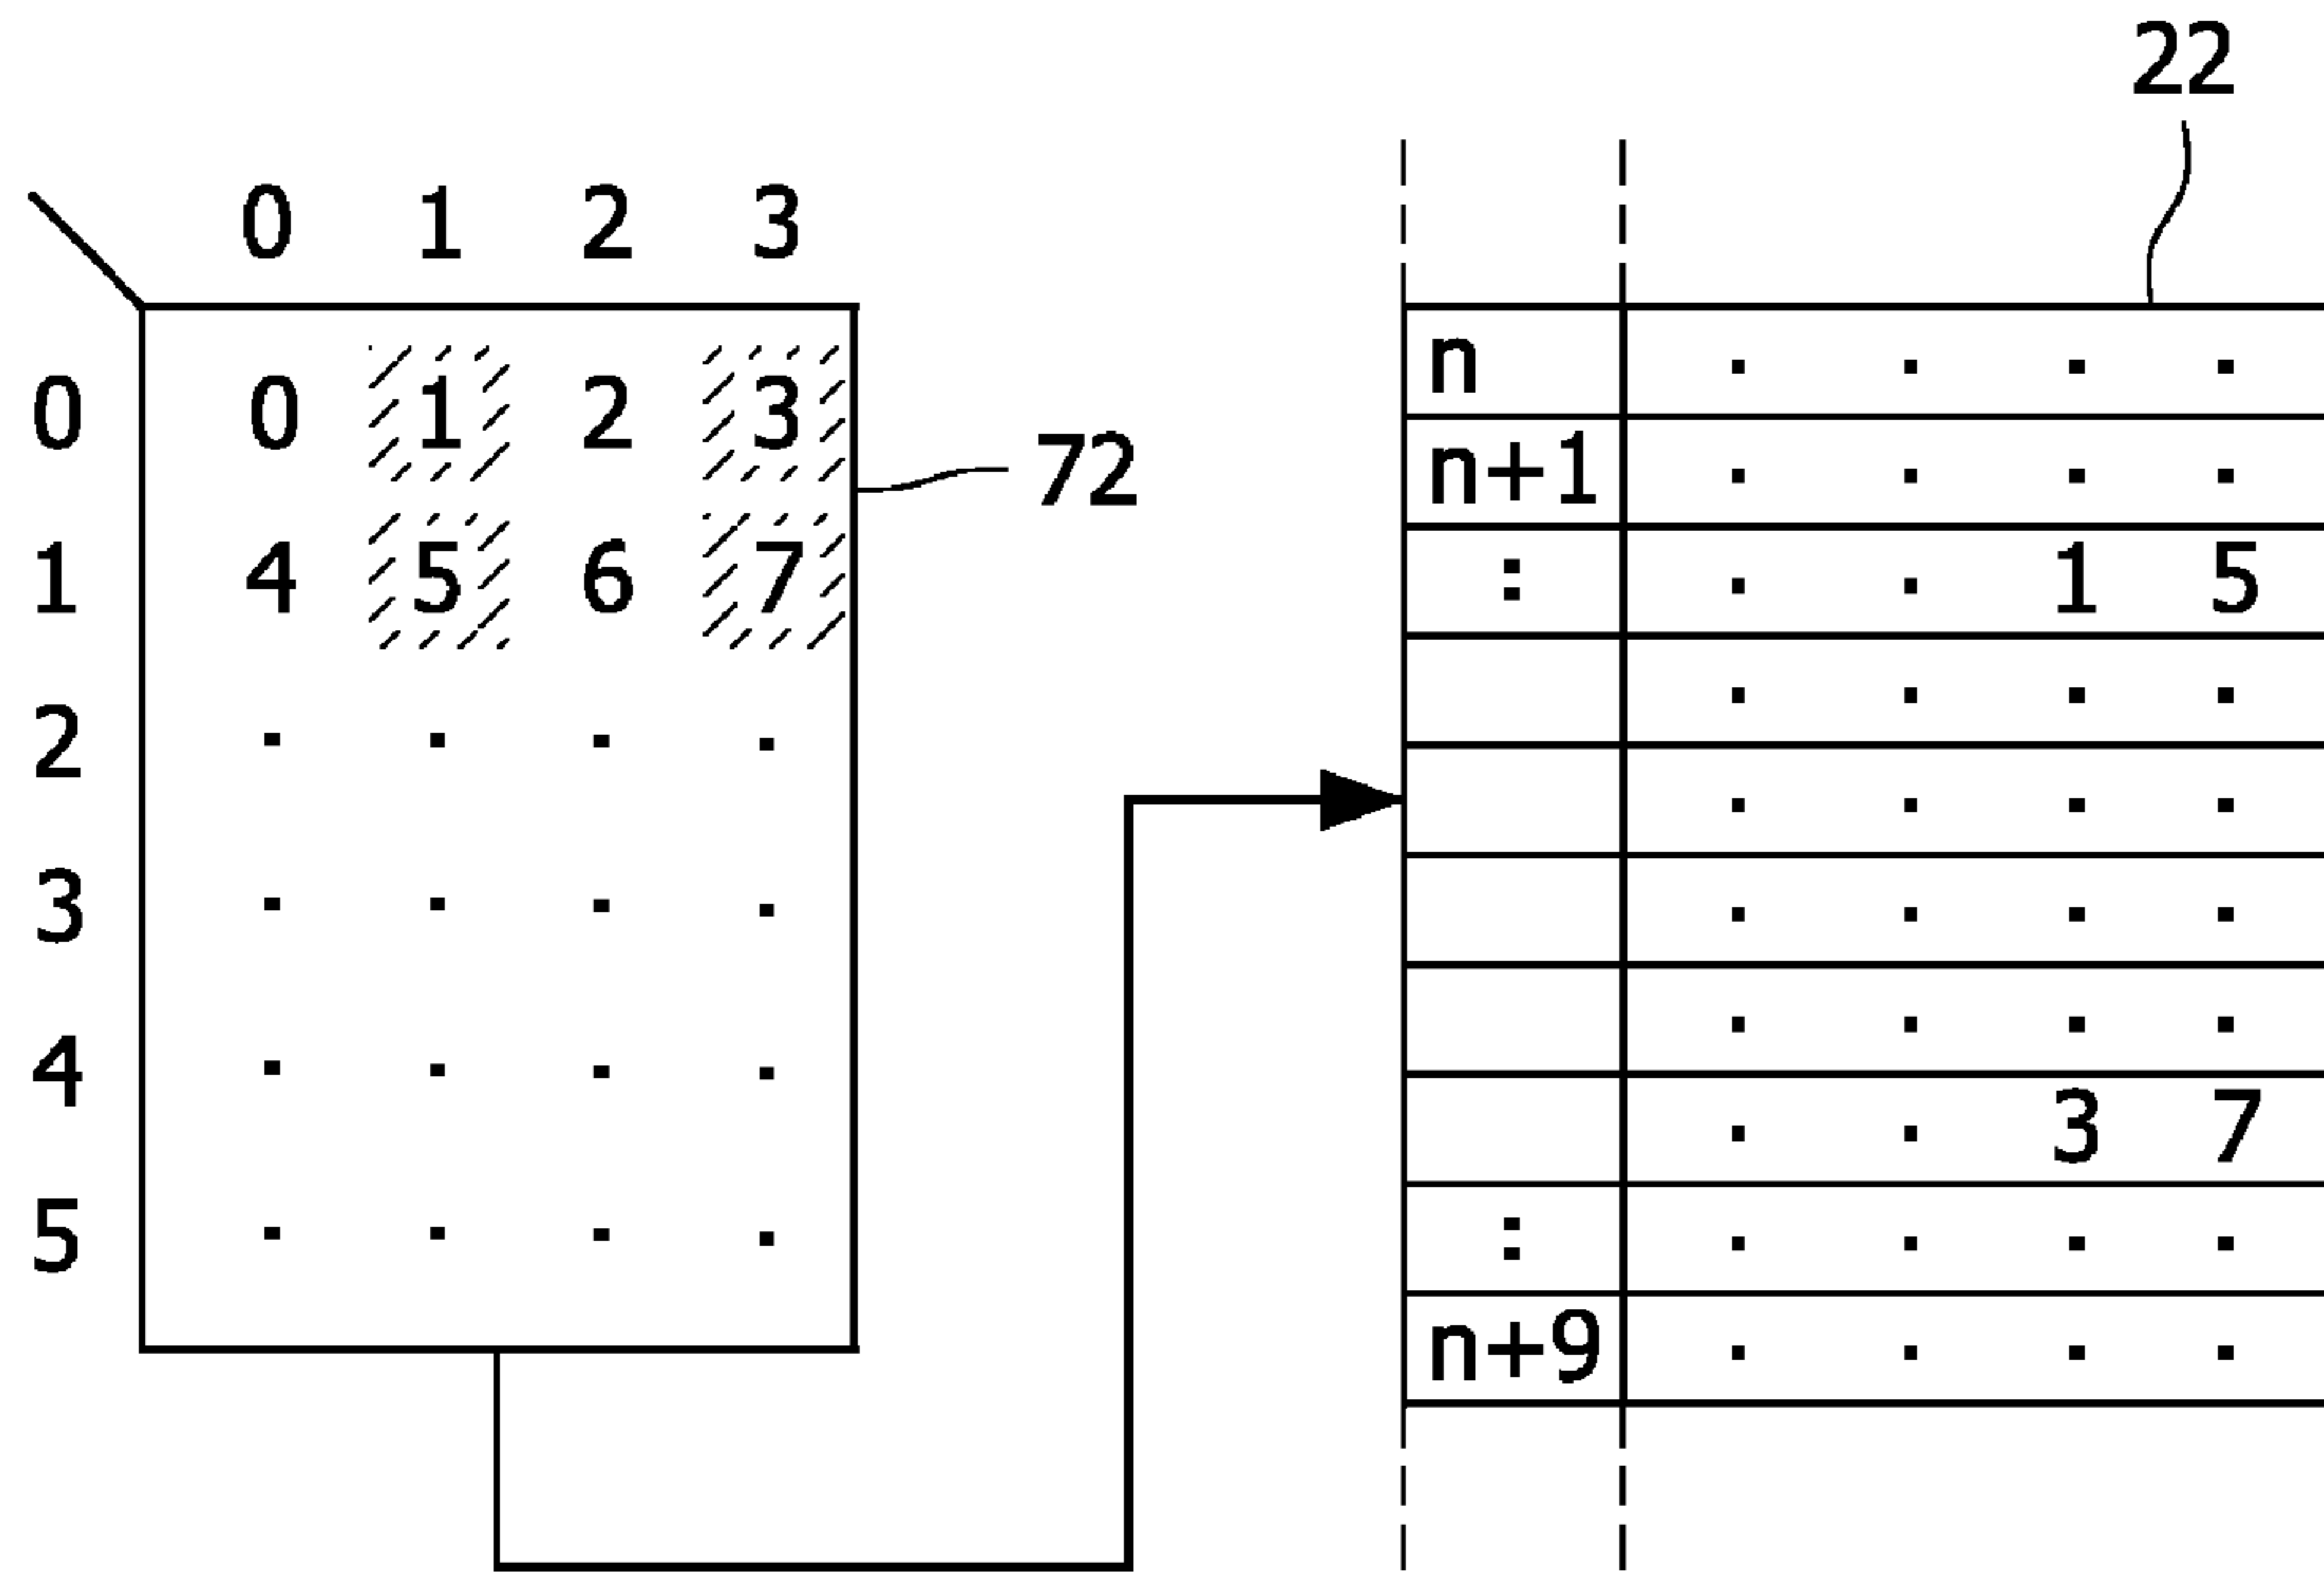 22
0 1 2 3
0 0 1 2 3
72
1 4 5 6 7
2 . . . .
3 . . . .
4 . . . .
5 . . . .
n . . . .
n+1 . . . .
: . . 1 5
. . . .
. . . .
. . . .
. . . .
. . 3 7
: . . . .
n+9 . . . .